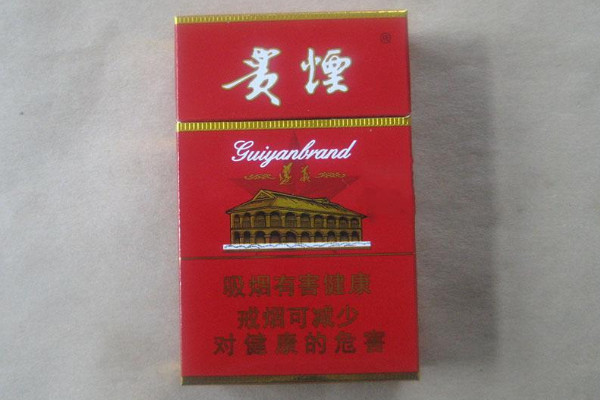 貴煙
Guiyanbrand
遵義
吸烟有害健康
戒烟可减少
对健康的危害